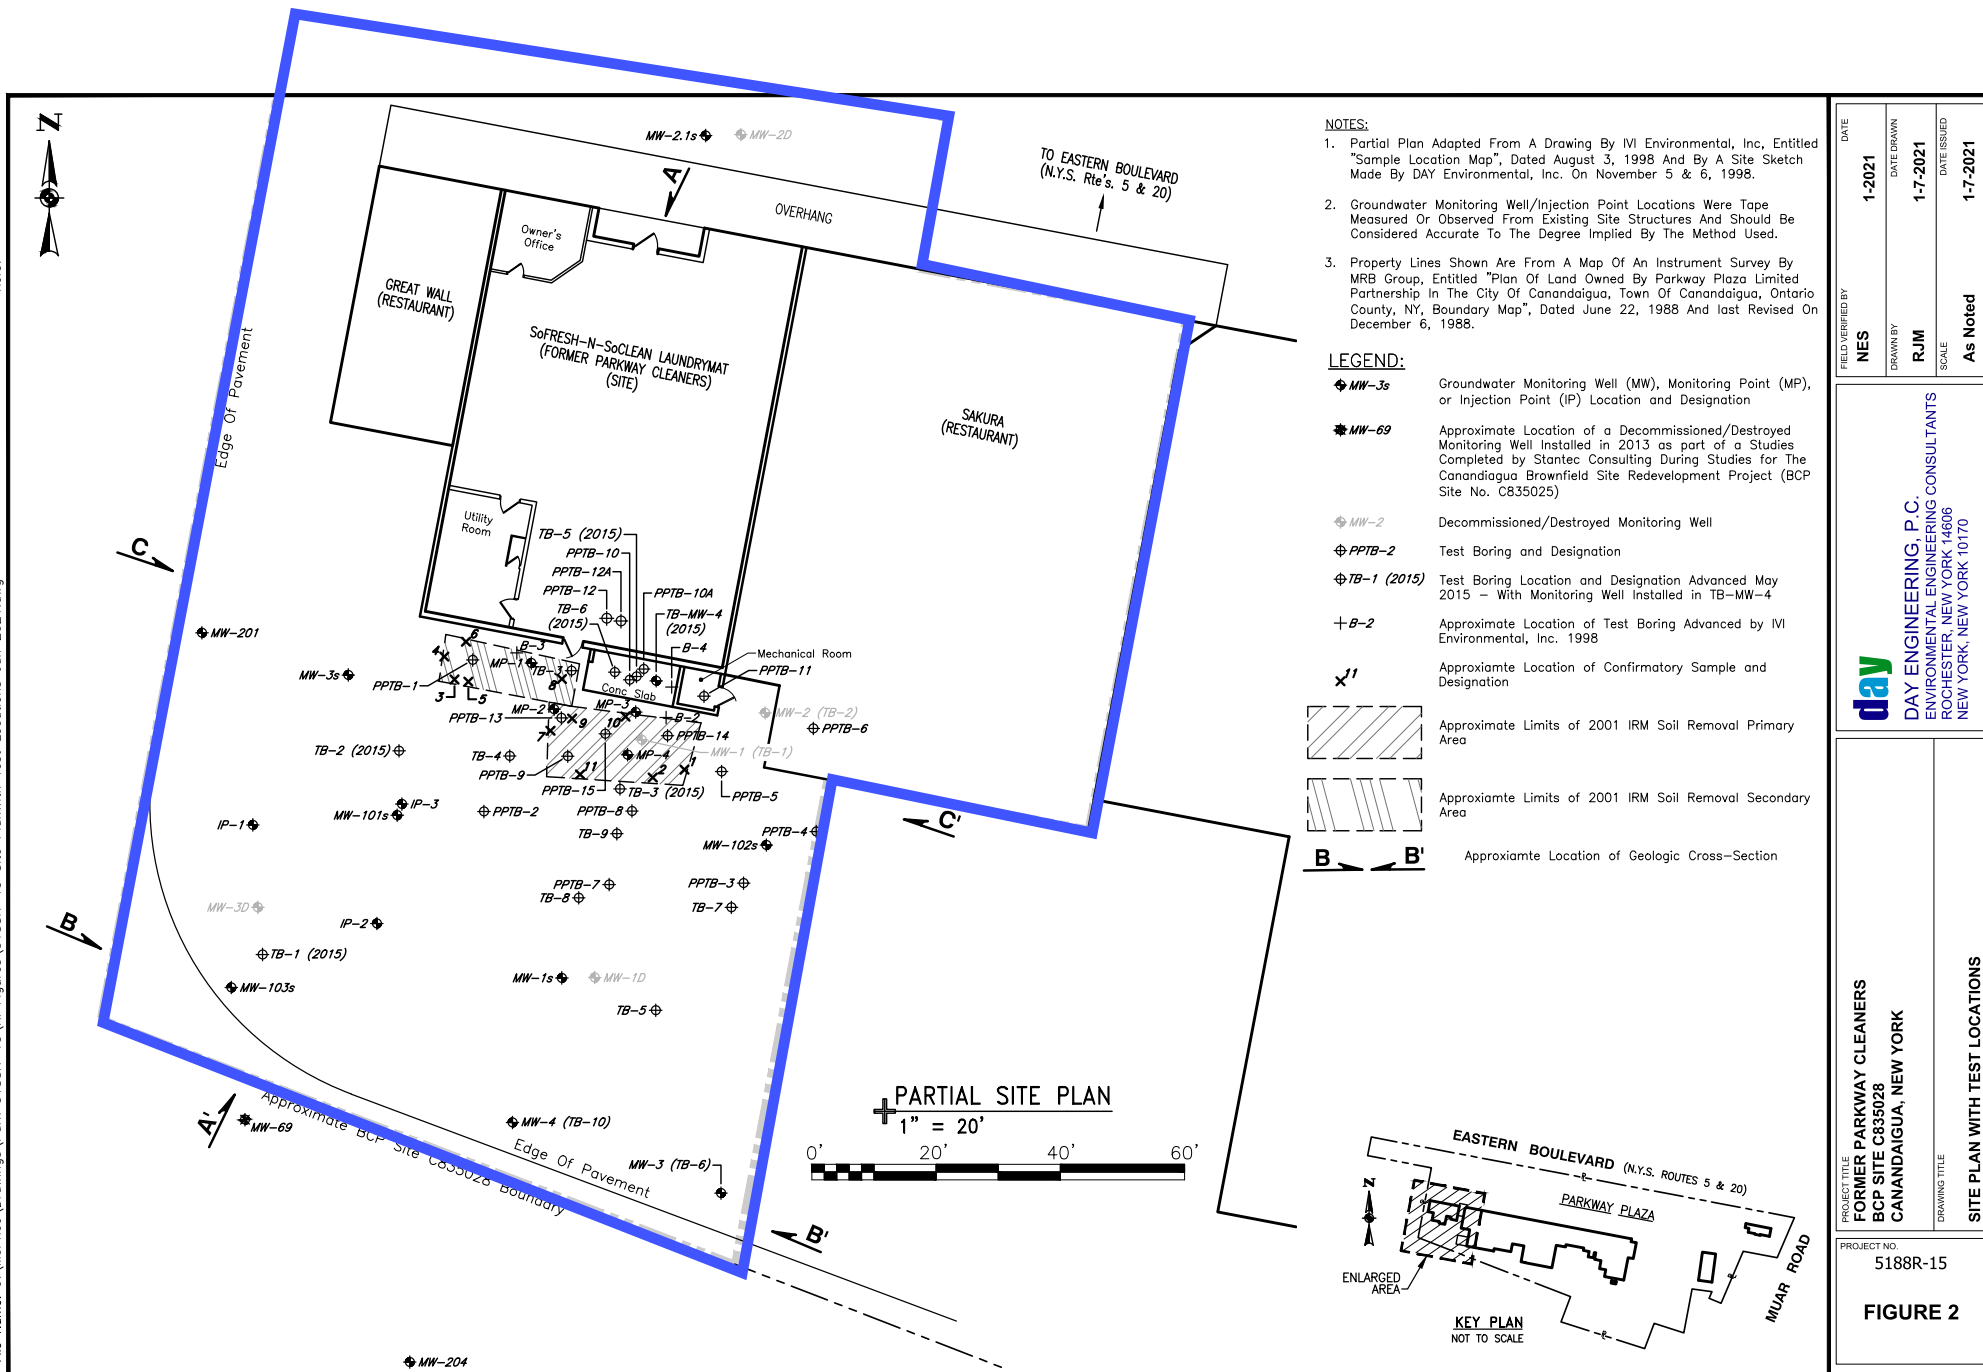 N
MW-2.1s
MW-2D
A
TO EASTERN BOULEVARD
(N.Y.S. Rte's. 5 & 20)
OVERHANG
Owner's
Office
GREAT WALL
(RESTAURANT)
SoFRESH-N-SoCLEAN LAUNDRYMAT
(FORMER PARKWAY CLEANERS)
(SITE)
SAKURA
(RESTAURANT)
Edge Of Pavement
Utility
Room
TB-5 (2015)
PPTB-10
PPTB-12A
PPTB-12
PPTB-10A
TB-6
(2015)
TB-MW-4
(2015)
B-4
Mechanical Room
PPTB-11
C
MW-201
6
4
B-3
MP-1
TB-3
8
MW-3s
PPTB-1
3
5
Conc Slab
MP-3
MP-2
PPTB-13
9
10
B-2
MW-2 (TB-2)
PPTB-6
7
PPTB-14
TB-2 (2015)
TB-4
MW-1 (TB-1)
MP-4
PPTB-9
11
2
1
PPTB-15
TB-3 (2015)
PPTB-5
IP-3
MW-101s
PPTB-2
PPTB-8
IP-1
TB-9
PPTB-4
C'
MW-102s
PPTB-7
PPTB-3
TB-8
TB-7
MW-3D
B
IP-2
TB-1 (2015)
MW-1s
MW-1D
MW-103s
TB-5
A'
MW-69
Approximate BCP Site C835028 Boundary
MW-4 (TB-10)
Edge Of Pavement
MW-3 (TB-6)
B'
MW-204
PARTIAL SITE PLAN
1" = 20'
0' 20' 40' 60'
NOTES:
1. Partial Plan Adapted From A Drawing By IVI Environmental, Inc, Entitled
"Sample Location Map", Dated August 3, 1998 And By A Site Sketch
Made By DAY Environmental, Inc. On November 5 & 6, 1998.
2. Groundwater Monitoring Well/Injection Point Locations Were Tape
Measured Or Observed From Existing Site Structures And Should Be
Considered Accurate To The Degree Implied By The Method Used.
3. Property Lines Shown Are From A Map Of An Instrument Survey By
MRB Group, Entitled "Plan Of Land Owned By Parkway Plaza Limited
Partnership In The City Of Canandaigua, Town Of Canandaigua, Ontario
County, NY, Boundary Map", Dated June 22, 1988 And last Revised On
December 6, 1988.
LEGEND:
MW-3s Groundwater Monitoring Well (MW), Monitoring Point (MP),
or Injection Point (IP) Location and Designation
MW-69 Approximate Location of a Decommissioned/Destroyed
Monitoring Well Installed in 2013 as part of a Studies
Completed by Stantec Consulting During Studies for The
Canandiagua Brownfield Site Redevelopment Project (BCP
Site No. C835025)
MW-2 Decommissioned/Destroyed Monitoring Well
PPTB-2 Test Boring and Designation
TB-1 (2015) Test Boring Location and Designation Advanced May
2015 - With Monitoring Well Installed in TB-MW-4
B-2 Approximate Location of Test Boring Advanced by IVI
Environmental, Inc. 1998
11 Approxiamte Location of Confirmatory Sample and
Designation
Approximate Limits of 2001 IRM Soil Removal Primary
Area
Approxiamte Limits of 2001 IRM Soil Removal Secondary
Area
B B' Approxiamte Location of Geologic Cross-Section
EASTERN BOULEVARD (N.Y.S. ROUTES 5 & 20)
N
PARKWAY PLAZA
ENLARGED
AREA
MUAR ROAD
KEY PLAN
NOT TO SCALE
FIELD VERIFIED BY
NES
DATE
1-2021
DRAWN BY
RJM
DATE DRAWN
1-7-2021
SCALE
As Noted
DATE ISSUED
1-7-2021
day
DAY ENGINEERING, P.C.
ENVIRONMENTAL ENGINEERING CONSULTANTS
ROCHESTER, NEW YORK 14606
NEW YORK, NEW YORK 10170
PROJECT TITLE
FORMER PARKWAY CLEANERS
BCP SITE C835028
CANANDAIGUA, NEW YORK
DRAWING TITLE
SITE PLAN WITH TEST LOCATIONS
PROJECT NO.
5188R-15
FIGURE 2